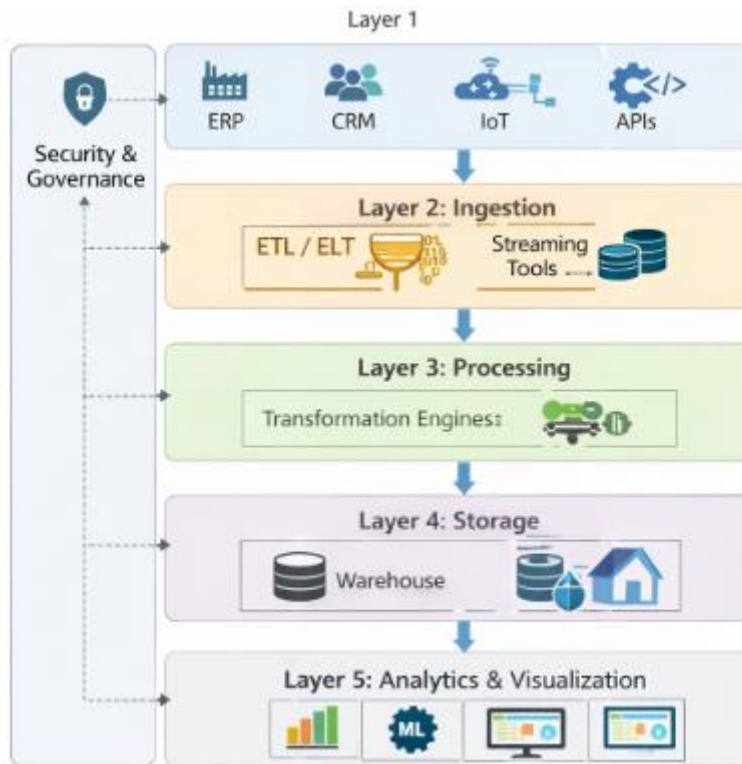 Layer 1
ERP
CRM
IoT
APIs
Security &
Governance
Layer 2: Ingestion
ETL / ELT
Streaming
Tools
Layer 3: Processing
Transformation Engines:
Layer 4: Storage
Warehouse
Layer 5: Analytics & Visualization
ML